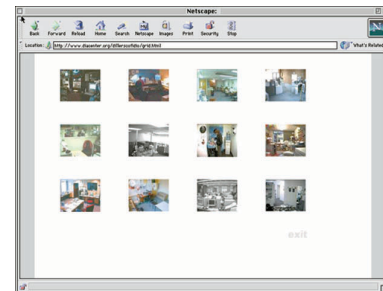 Netscape:
Back Forward Reload Home Search Netscape Images Print Security Stop
Location: http://www.diacenter.org/dillerscofidio/grid.html What's Related
exit